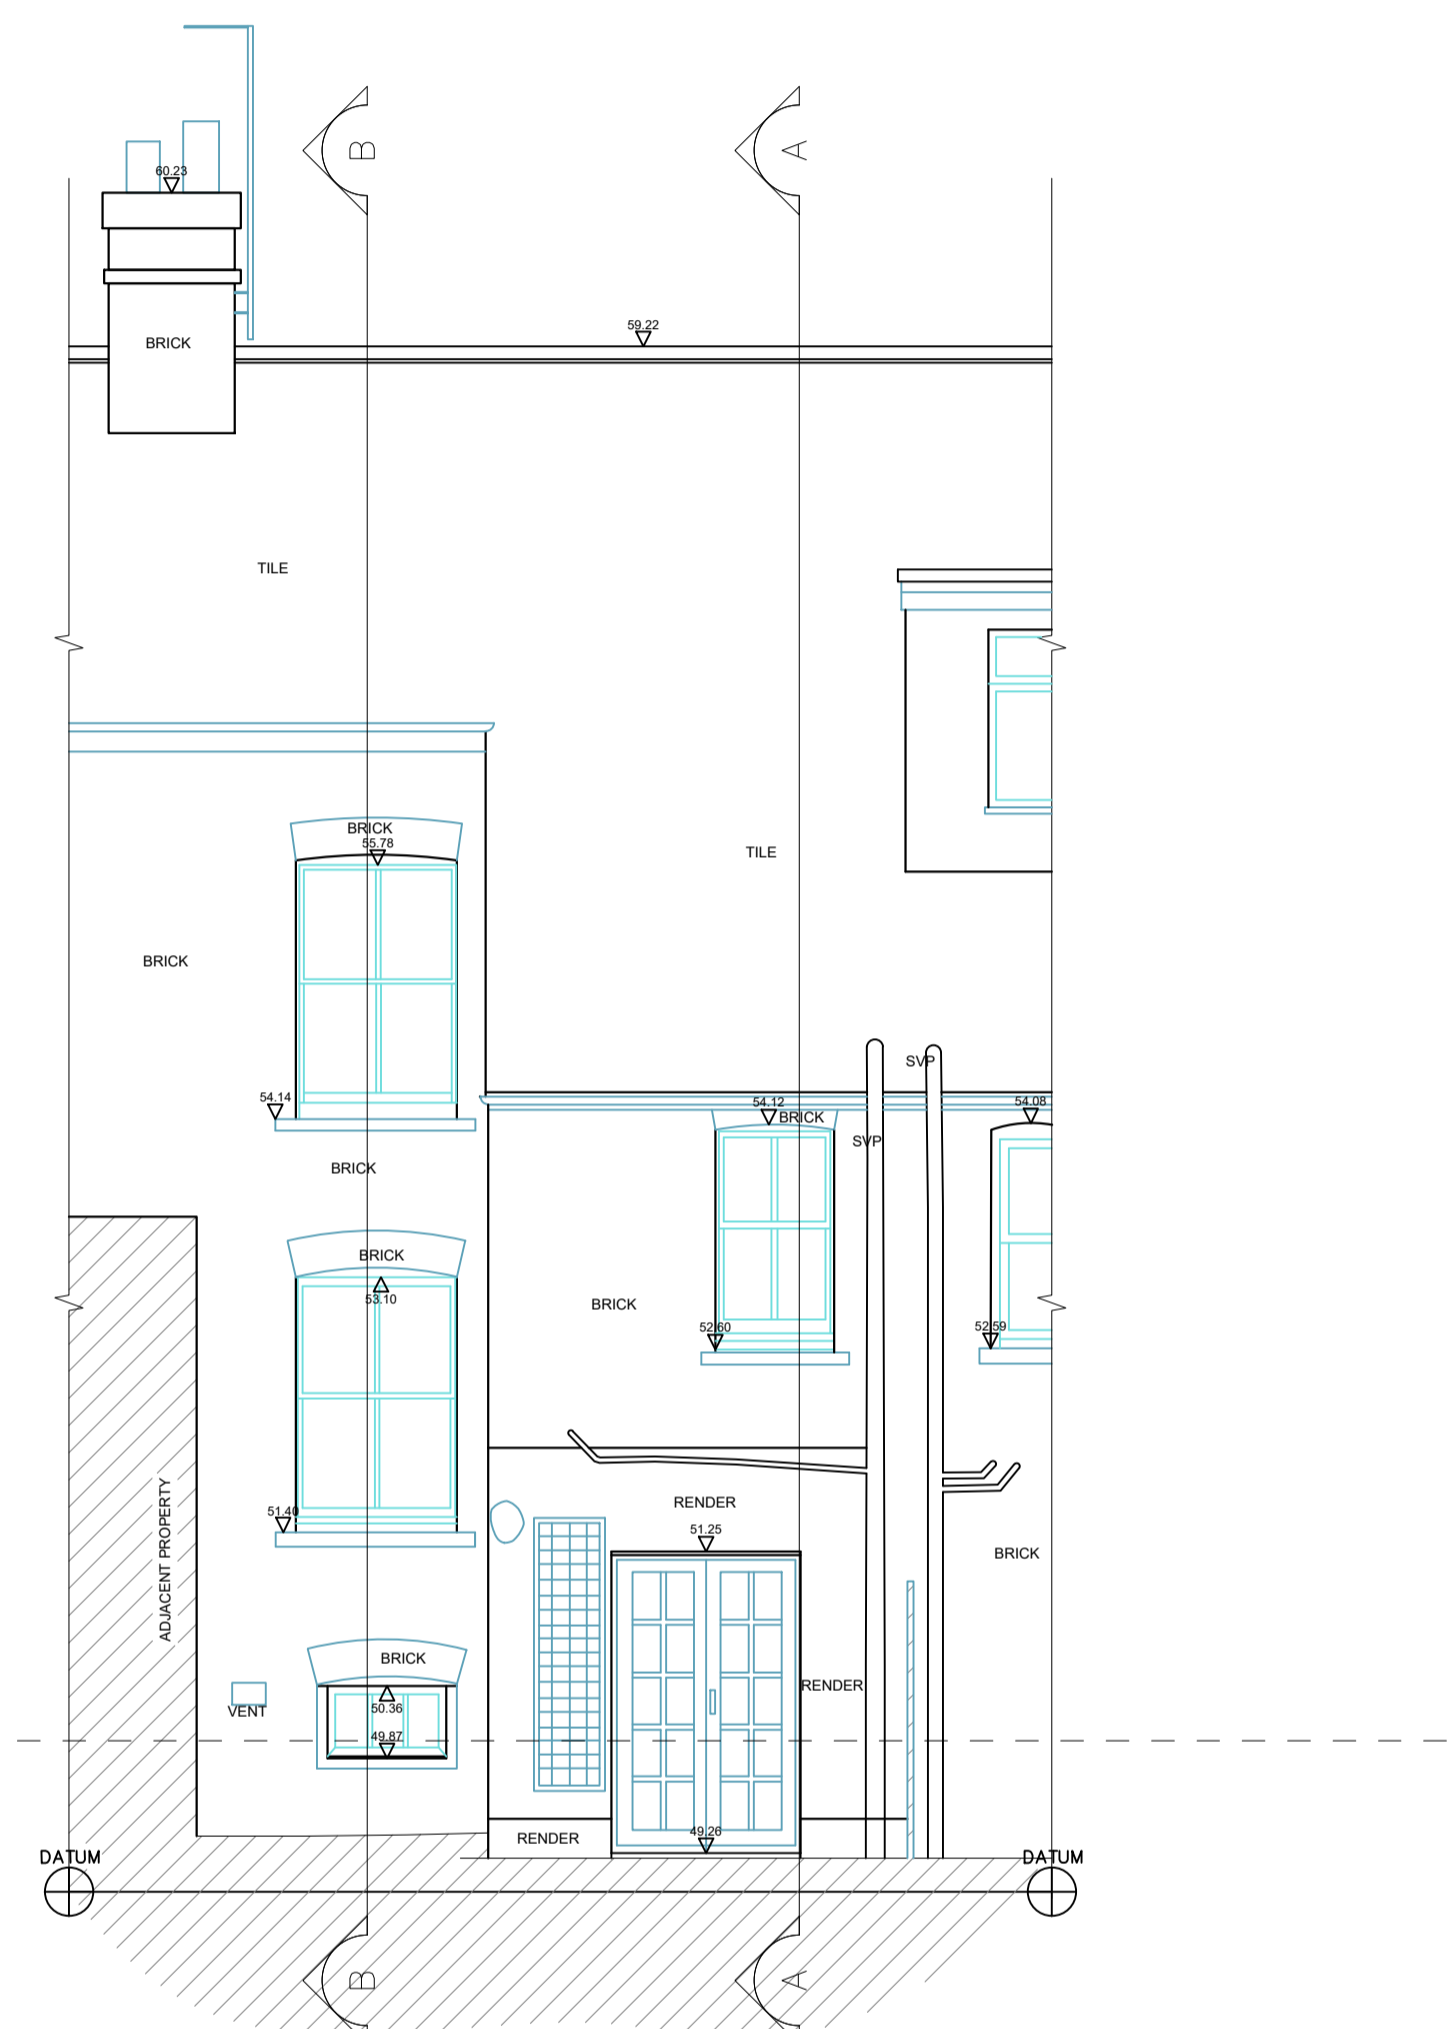 B
A
60.23
BRICK
59.22
TILE
BRICK
55.78
TILE
BRICK
54.14
SVP
54.12
BRICK
54.08
SVP
BRICK
BRICK
53.10
BRICK
52.60
52.59
ADJACENT PROPERTY
51.40
RENDER
51.25
BRICK
BRICK
RENDER
VENT
50.36
49.87
RENDER
49.26
DATUM
DATUM
B
A